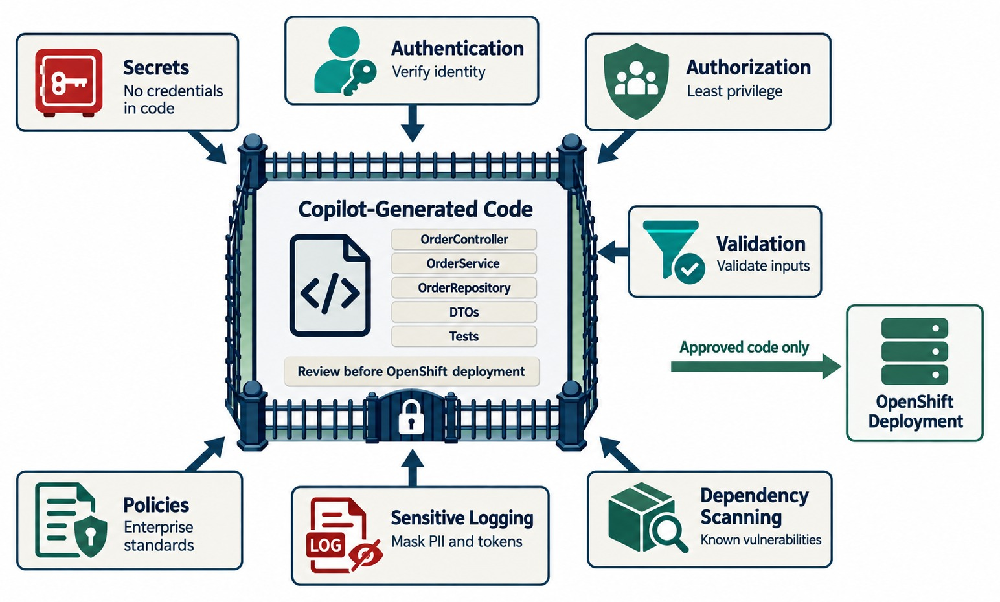 Secrets
No credentials
in code
Authentication
Verify identity
Authorization
Least privilege
Copilot-Generated Code
OrderController
OrderService
OrderRepository
DTOs
Tests
Review before OpenShift deployment
Validation
Validate inputs
Approved code only
OpenShift
Deployment
Policies
Enterprise
standards
LOG
Sensitive Logging
Mask PII and tokens
Dependency
Scanning
Known vulnerabilities